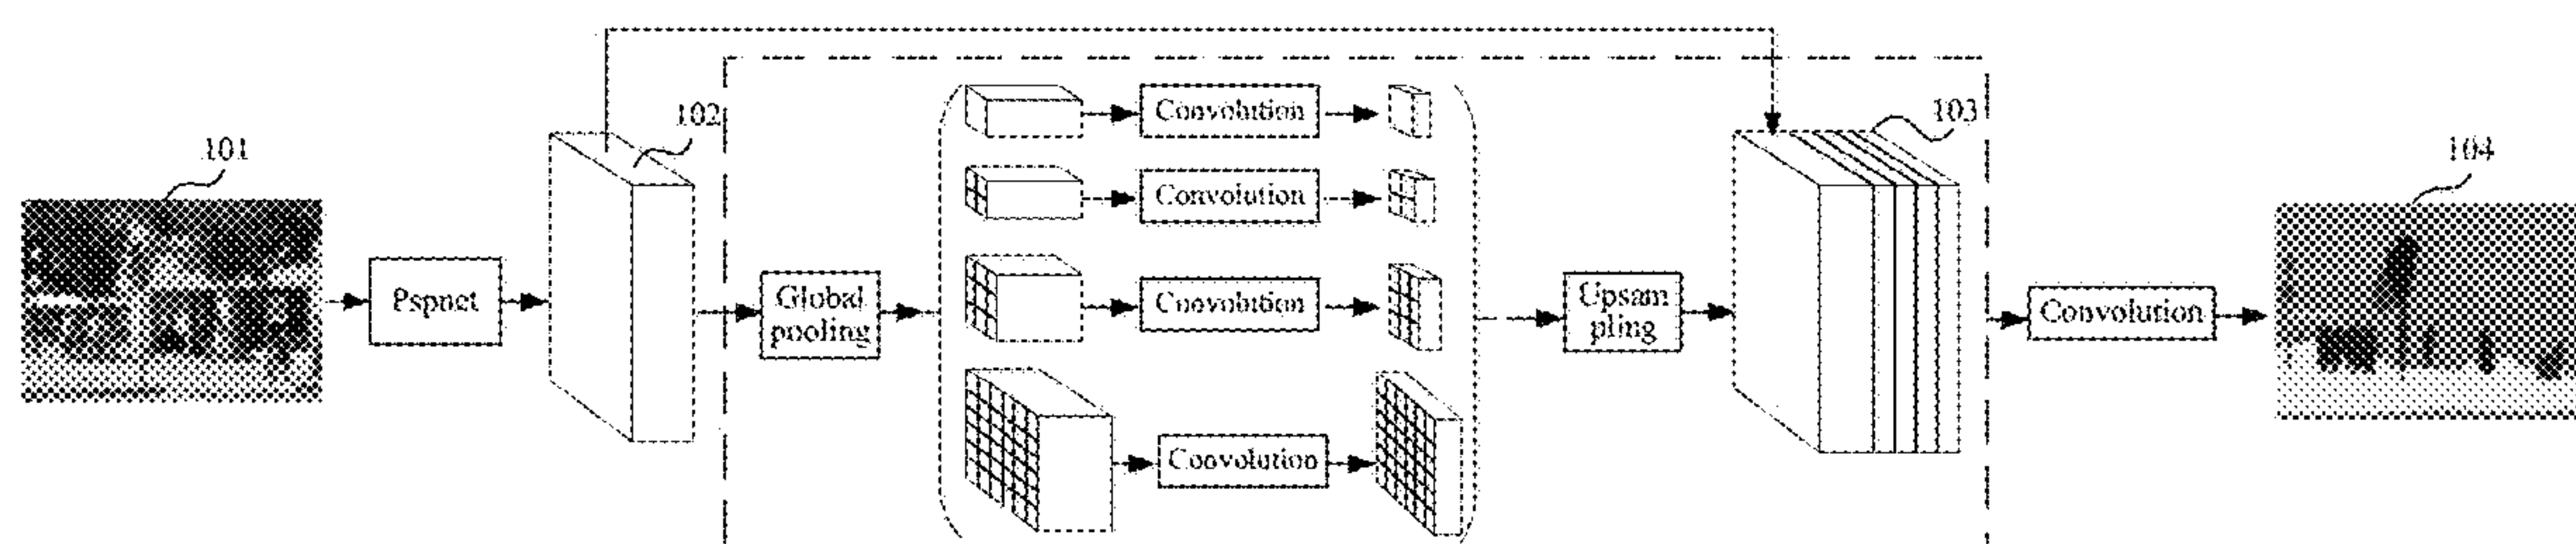 101
Pspnet
102
Global
pooling
Convolution
Convolution
Convolution
Convolution
Upsam
pling
103
Convolution
104